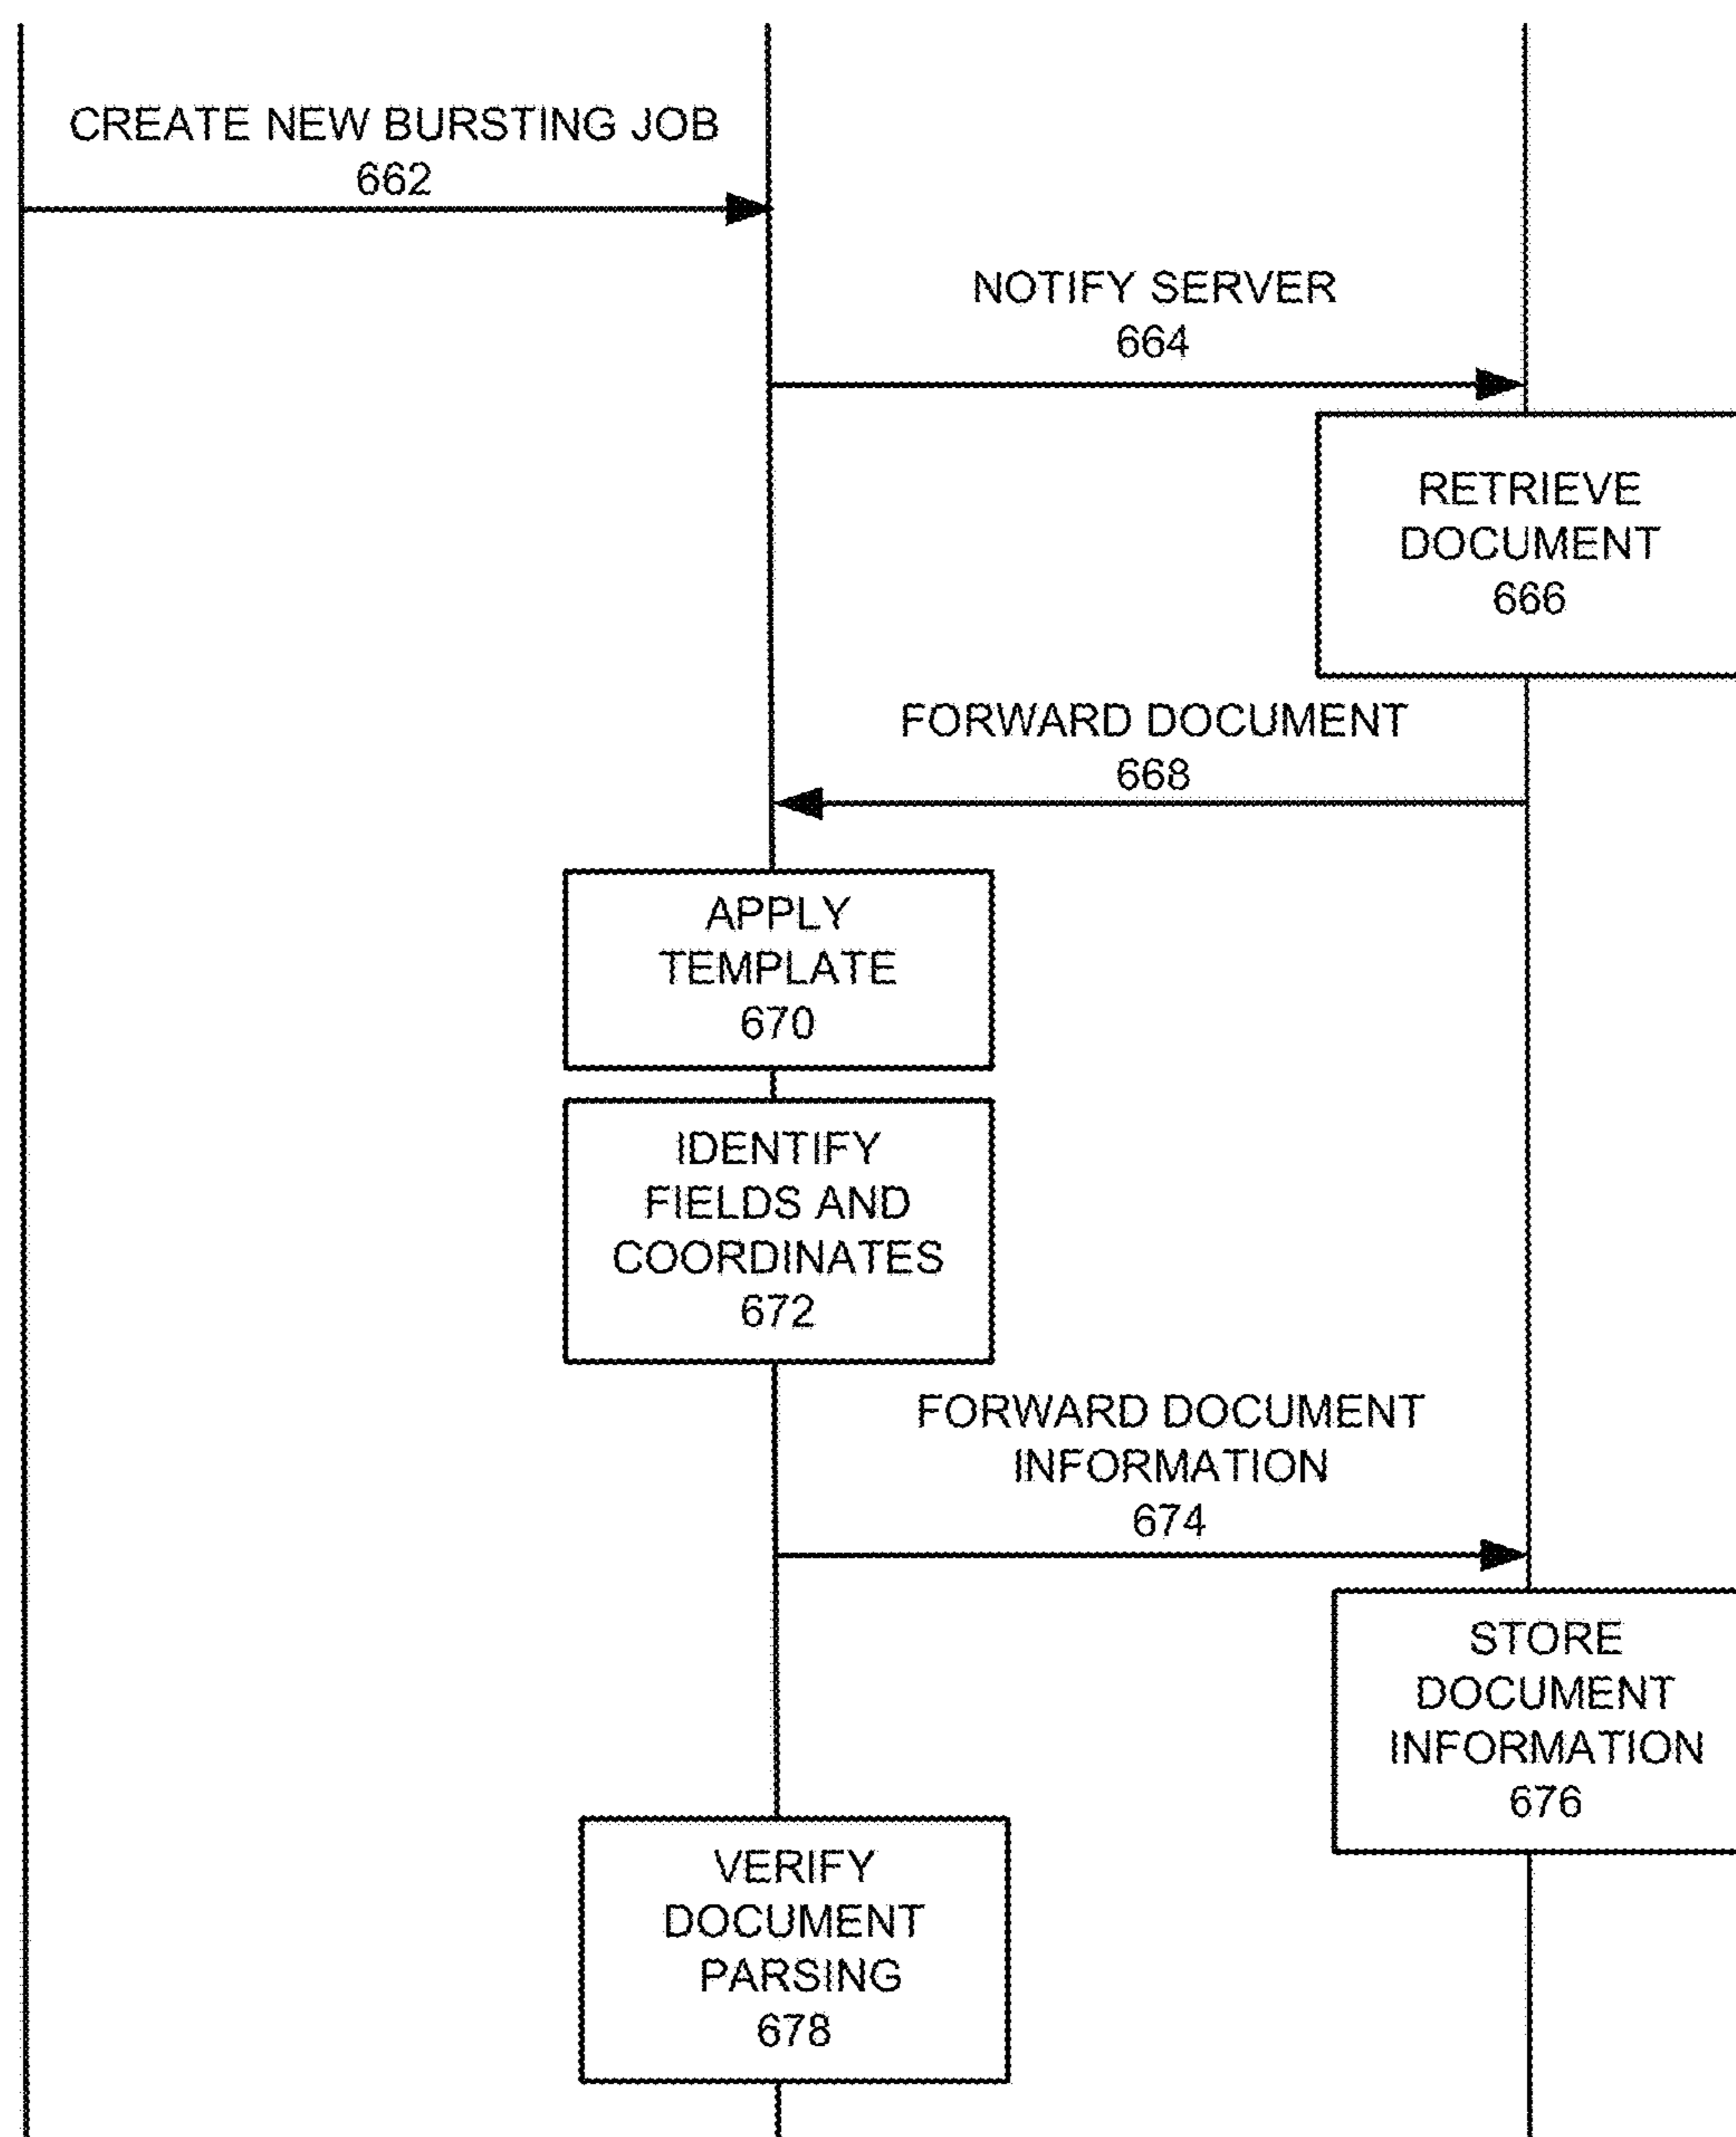 CREATE NEW BURSTING JOB
662
NOTIFY SERVER
664
RETRIEVE
DOCUMENT
666
FORWARD DOCUMENT
668
APPLY
TEMPLATE
670
IDENTIFY
FIELDS AND
COORDINATES
672
FORWARD DOCUMENT
INFORMATION
674
STORE
DOCUMENT
INFORMATION
676
VERIFY
DOCUMENT
PARSING
678